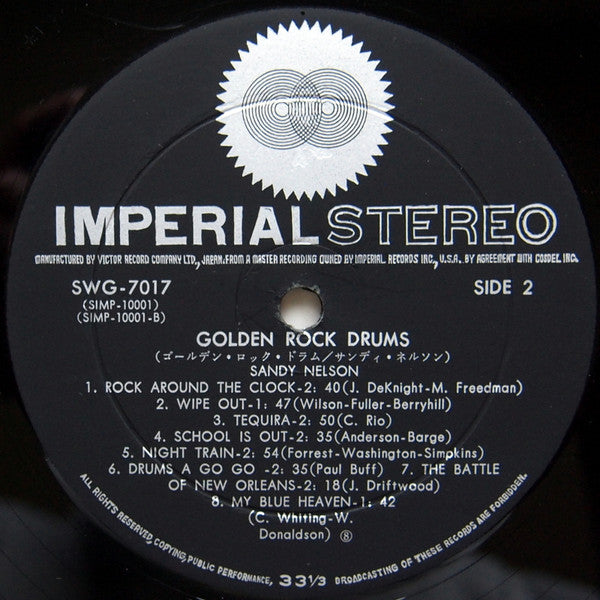 IMPERIAL STEREO
MANUFACTURED BY VICTOR RECORD COMPANY LTD., JAPAN. FROM A MASTER RECORDING OWNED BY IMPERIAL RECORDS INC., U.S.A. BY AGREEMENT WITH COSDEL INC.
SWG-7017 SIDE 2
(SIMP-10001)
(SIMP-10001-B)
GOLDEN ROCK DRUMS
(ゴールデン・ロック・ドラム/サンディ・ネルソン)
SANDY NELSON
1. ROCK AROUND THE CLOCK-2: 40(J. DeKnight-M. Freedman)
2. WIPE OUT-1: 47(Wilson-Fuller-Berryhill)
3. TEQUIRA-2: 50(C. Rio)
4. SCHOOL IS OUT-2: 35(Anderson-Barge)
5. NIGHT TRAIN-2: 54(Forrest-Washington-Simpkins)
6. DRUMS A GO GO -2: 35(Paul Buff) 7. THE BATTLE
OF NEW ORLEANS-2: 18(J. Driftwood)
8. MY BLUE HEAVEN-1: 42
(C. Whiting-W.
Donaldson) ⑧
ALL RIGHTS RESERVED, COPYING, PUBLIC PERFORMANCE, 33 1/3 BROADCASTING OF THESE RECORDS ARE FORBIDDEN.